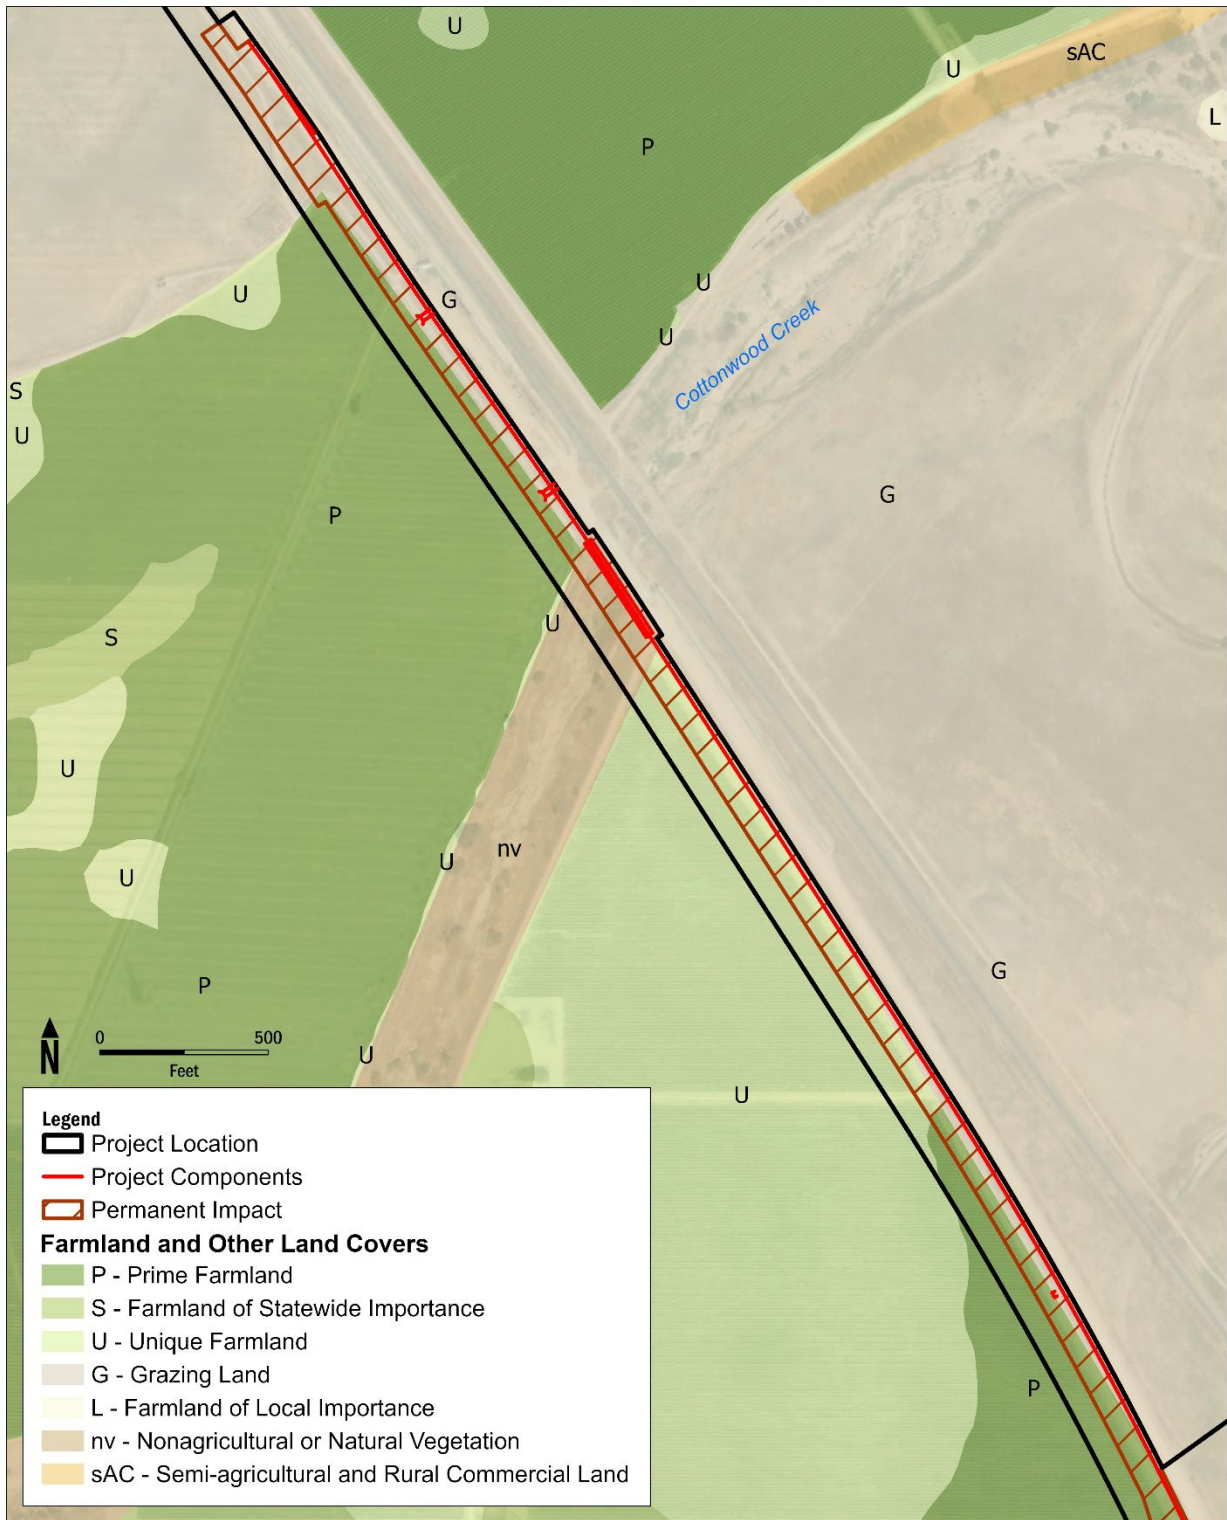 U
sAC
U
L
P
U
U
G
U
Cottonwood Creek
S
U
G
P
U
S
U
nv
U
U
G
P
N
0 500
Feet
U
U
P
Legend
Project Location
Project Components
Permanent Impact
Farmland and Other Land Covers
P - Prime Farmland
S - Farmland of Statewide Importance
U - Unique Farmland
G - Grazing Land
L - Farmland of Local Importance
nv - Nonagricultural or Natural Vegetation
sAC - Semi-agricultural and Rural Commercial Land